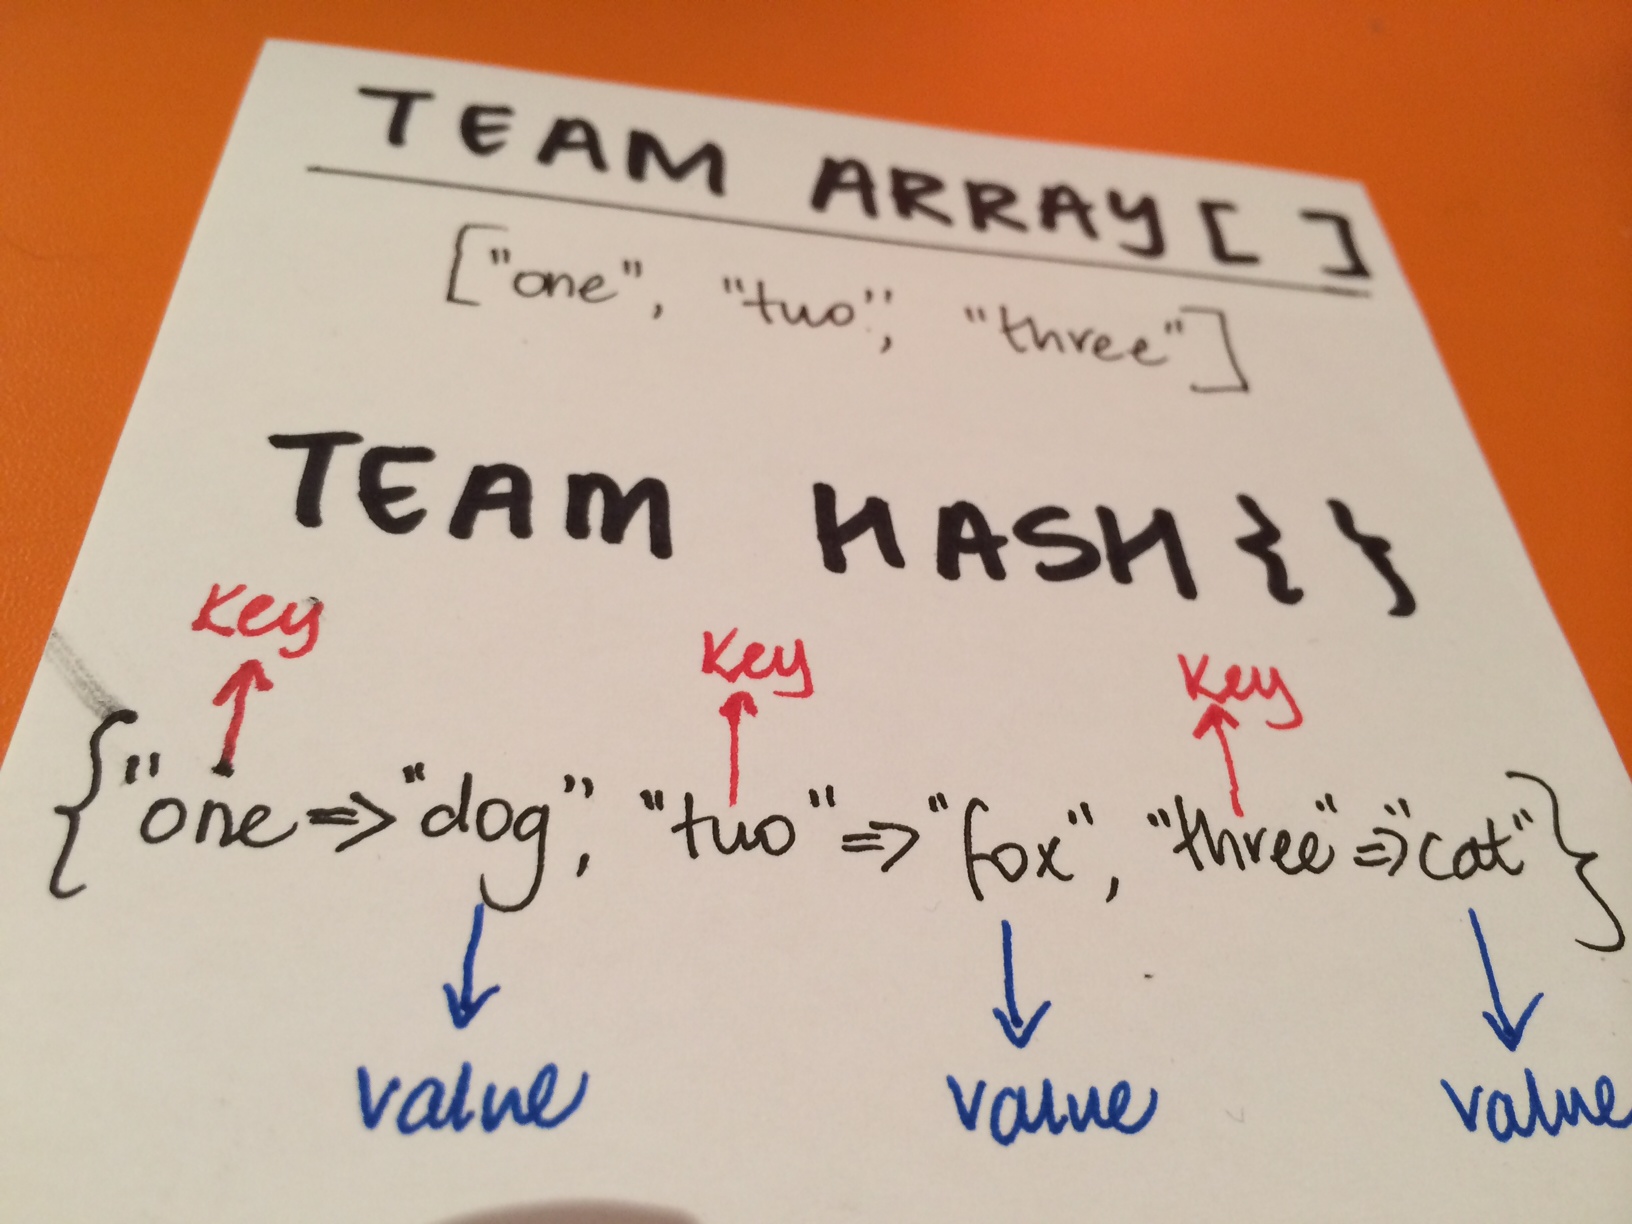 TEAM ARRAY [ ]
["one", "two", "three"]
TEAM HASH { }
key key key
{"one => "dog", "two" => "fox", "three" => "cat"}
value value value